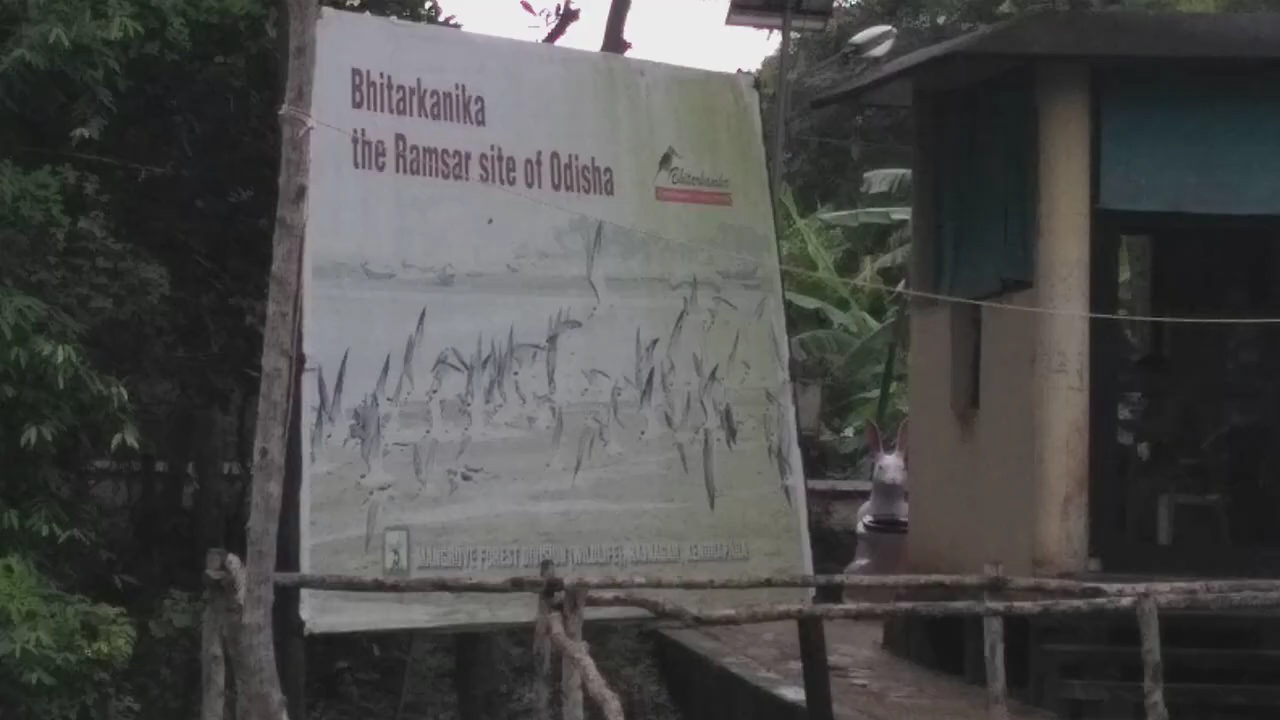 Bhitarkanika
the Ramsar site of Odisha
Bhitarkanika
MANGROVE FOREST DIVISION (WILDLIFE), RAJNAGAR, KENDRAPARA